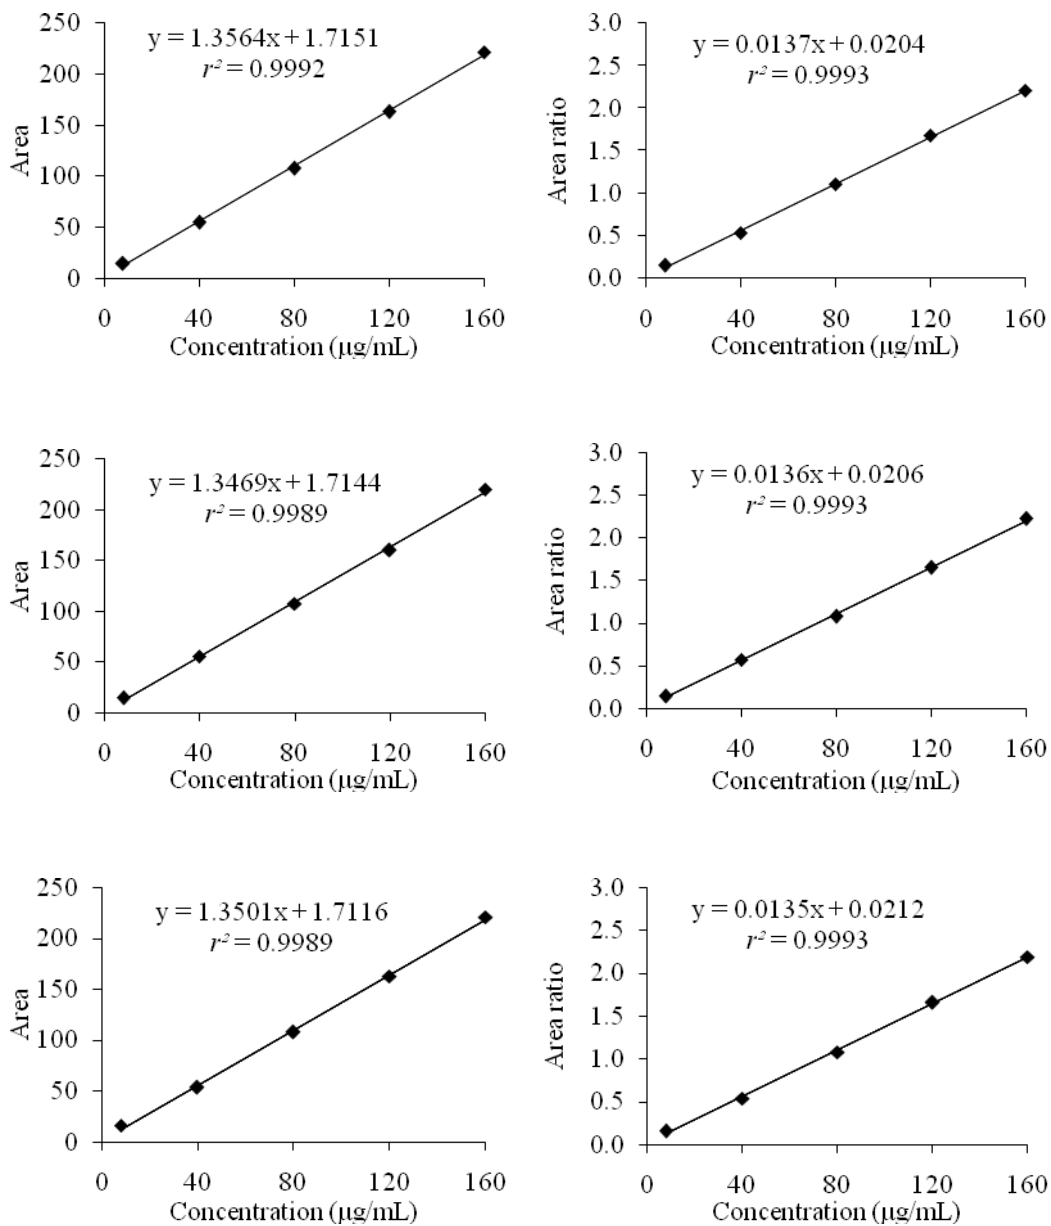 250
200
150
100
50
0
Area
y = 1.3564x + 1.7151
r² = 0.9992
0 40 80 120 160
Concentration (µg/mL)
3.0
2.5
2.0
1.5
1.0
0.5
0.0
Area ratio
y = 0.0137x + 0.0204
r² = 0.9993
0 40 80 120 160
Concentration (µg/mL)
250
200
150
100
50
0
Area
y = 1.3469x + 1.7144
r² = 0.9989
0 40 80 120 160
Concentration (µg/mL)
3.0
2.5
2.0
1.5
1.0
0.5
0.0
Area ratio
y = 0.0136x + 0.0206
r² = 0.9993
0 40 80 120 160
Concentration (µg/mL)
250
200
150
100
50
0
Area
y = 1.3501x + 1.7116
r² = 0.9989
0 40 80 120 160
Concentration (µg/mL)
3.0
2.5
2.0
1.5
1.0
0.5
0.0
Area ratio
y = 0.0135x + 0.0212
r² = 0.9993
0 40 80 120 160
Concentration (µg/mL)